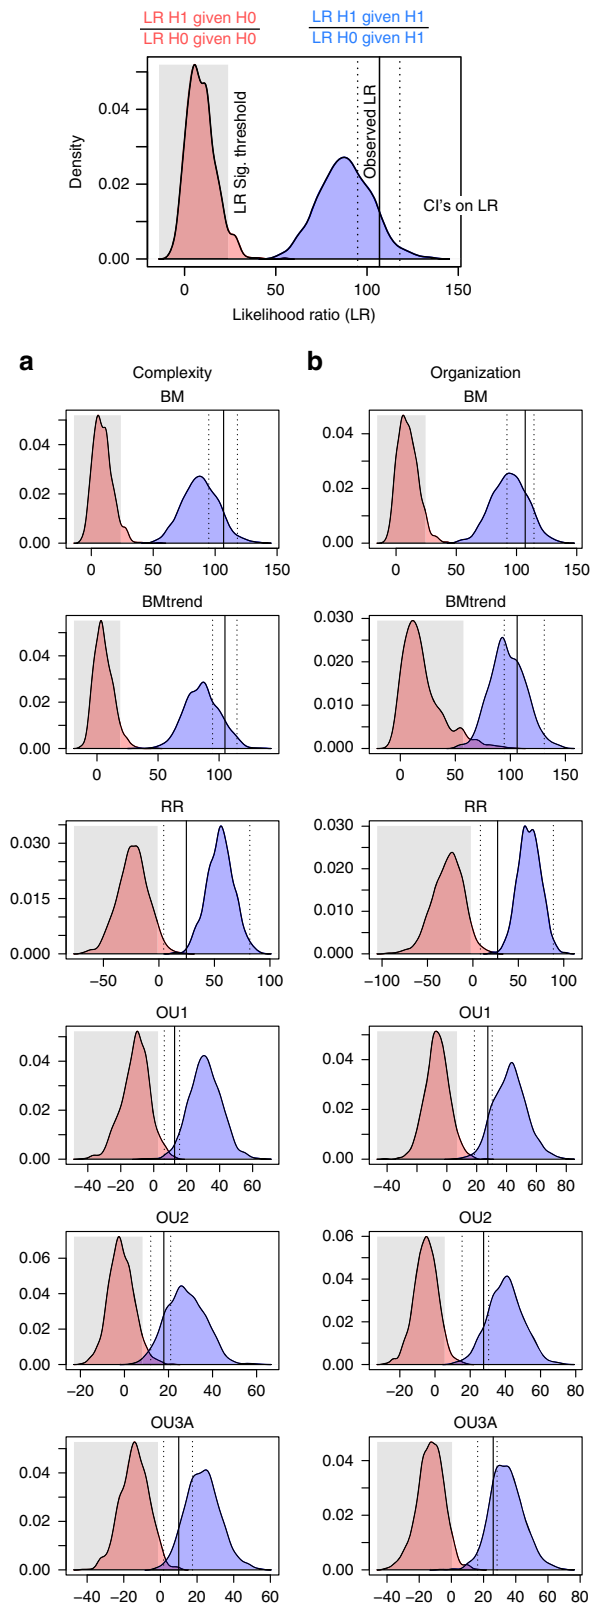 LR H1 given H0
LR H0 given H0
LR H1 given H1
LR H0 given H1
Density
0.04
0.02
0.00
LR Sig. threshold
Observed LR
CI's on LR
0 50 100 150
Likelihood ratio (LR)
a b
Complexity Organization
BM BM
0.04 0.04
0.02 0.02
0.00 0.00
0 50 100 150 0 50 100 150
BMtrend BMtrend
0.04 0.030
0.02 0.020
0.00 0.010
0.000
0 50 100 0 50 100 150
RR RR
0.030 0.030
0.015 0.020
0.000 0.010
0.000
−50 0 50 100 −100 −50 0 50 100
OU1 OU1
0.04 0.04
0.02 0.02
0.00 0.00
−40 −20 0 20 40 60 −40 0 20 40 60 80
OU2 OU2
0.06 0.06
0.04 0.04
0.02 0.02
0.00 0.00
−20 0 20 40 60 −20 0 20 40 60 80
OU3A OU3A
0.04 0.04
0.02 0.02
0.00 0.00
−40 −20 0 20 40 60 −40 −20 0 20 40 60 80